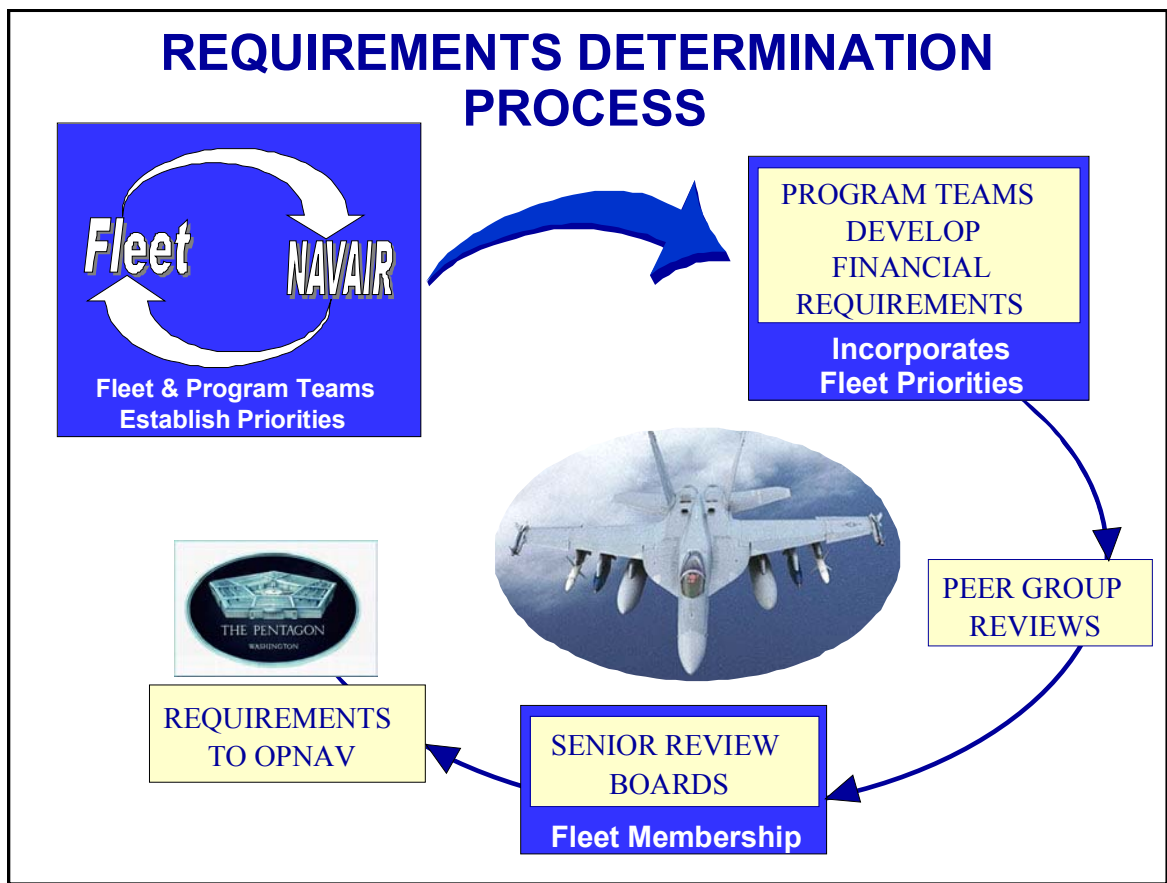 REQUIREMENTS DETERMINATION
PROCESS
Fleet
NAVAIR
Fleet & Program Teams
Establish Priorities
PROGRAM TEAMS
DEVELOP
FINANCIAL
REQUIREMENTS
Incorporates
Fleet Priorities
PEER GROUP
REVIEWS
SENIOR REVIEW
BOARDS
Fleet Membership
REQUIREMENTS
TO OPNAV
THE PENTAGON
WASHINGTON